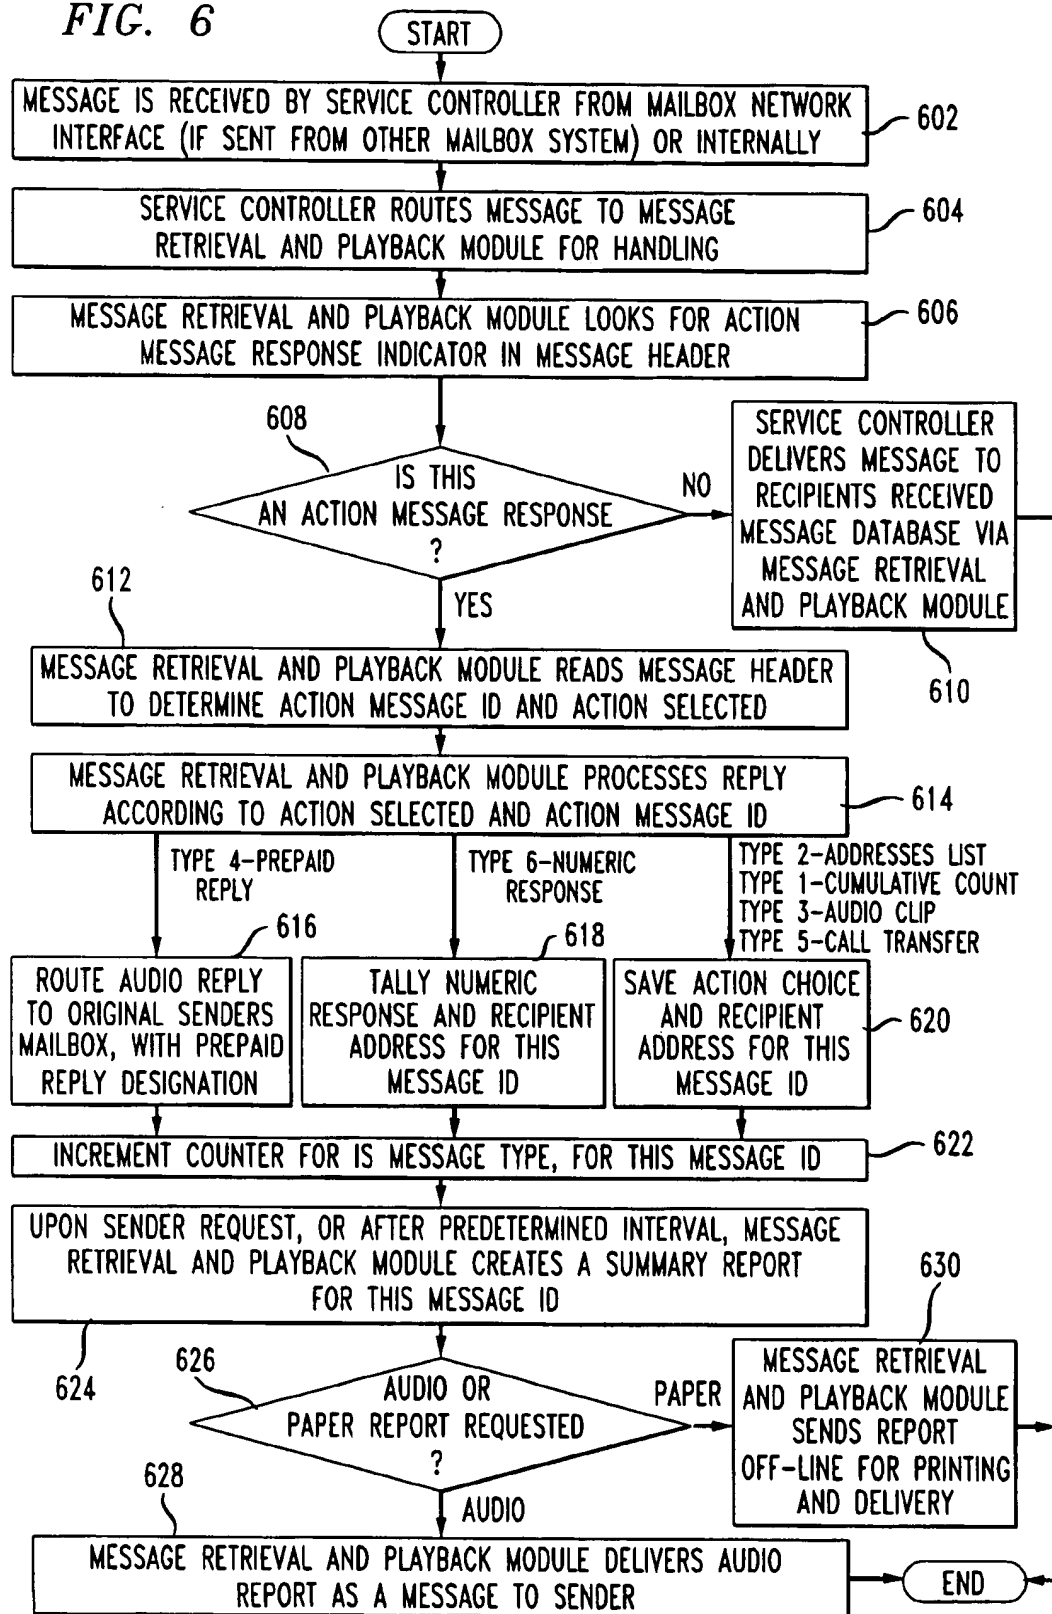 FIG. 6
START
MESSAGE IS RECEIVED BY SERVICE CONTROLLER FROM MAILBOX NETWORK
INTERFACE (IF SENT FROM OTHER MAILBOX SYSTEM) OR INTERNALLY
602
SERVICE CONTROLLER ROUTES MESSAGE TO MESSAGE
RETRIEVAL AND PLAYBACK MODULE FOR HANDLING
604
MESSAGE RETRIEVAL AND PLAYBACK MODULE LOOKS FOR ACTION
MESSAGE RESPONSE INDICATOR IN MESSAGE HEADER
606
608
IS THIS
AN ACTION MESSAGE RESPONSE
?
NO
YES
SERVICE CONTROLLER
DELIVERS MESSAGE TO
RECIPIENTS RECEIVED
MESSAGE DATABASE VIA
MESSAGE RETRIEVAL
AND PLAYBACK MODULE
610
612
MESSAGE RETRIEVAL AND PLAYBACK MODULE READS MESSAGE HEADER
TO DETERMINE ACTION MESSAGE ID AND ACTION SELECTED
MESSAGE RETRIEVAL AND PLAYBACK MODULE PROCESSES REPLY
ACCORDING TO ACTION SELECTED AND ACTION MESSAGE ID
614
TYPE 4-PREPAID
REPLY
TYPE 6-NUMERIC
RESPONSE
TYPE 2-ADDRESSES LIST
TYPE 1-CUMULATIVE COUNT
TYPE 3-AUDIO CLIP
TYPE 5-CALL TRANSFER
616
ROUTE AUDIO REPLY
TO ORIGINAL SENDERS
MAILBOX, WITH PREPAID
REPLY DESIGNATION
618
TALLY NUMERIC
RESPONSE AND RECIPIENT
ADDRESS FOR THIS
MESSAGE ID
SAVE ACTION CHOICE
AND RECIPIENT
ADDRESS FOR THIS
MESSAGE ID
620
INCREMENT COUNTER FOR IS MESSAGE TYPE, FOR THIS MESSAGE ID
622
UPON SENDER REQUEST, OR AFTER PREDETERMINED INTERVAL, MESSAGE
RETRIEVAL AND PLAYBACK MODULE CREATES A SUMMARY REPORT
FOR THIS MESSAGE ID
624
626
AUDIO OR
PAPER REPORT REQUESTED
?
PAPER
AUDIO
630
MESSAGE RETRIEVAL
AND PLAYBACK MODULE
SENDS REPORT
OFF-LINE FOR PRINTING
AND DELIVERY
628
MESSAGE RETRIEVAL AND PLAYBACK MODULE DELIVERS AUDIO
REPORT AS A MESSAGE TO SENDER
END